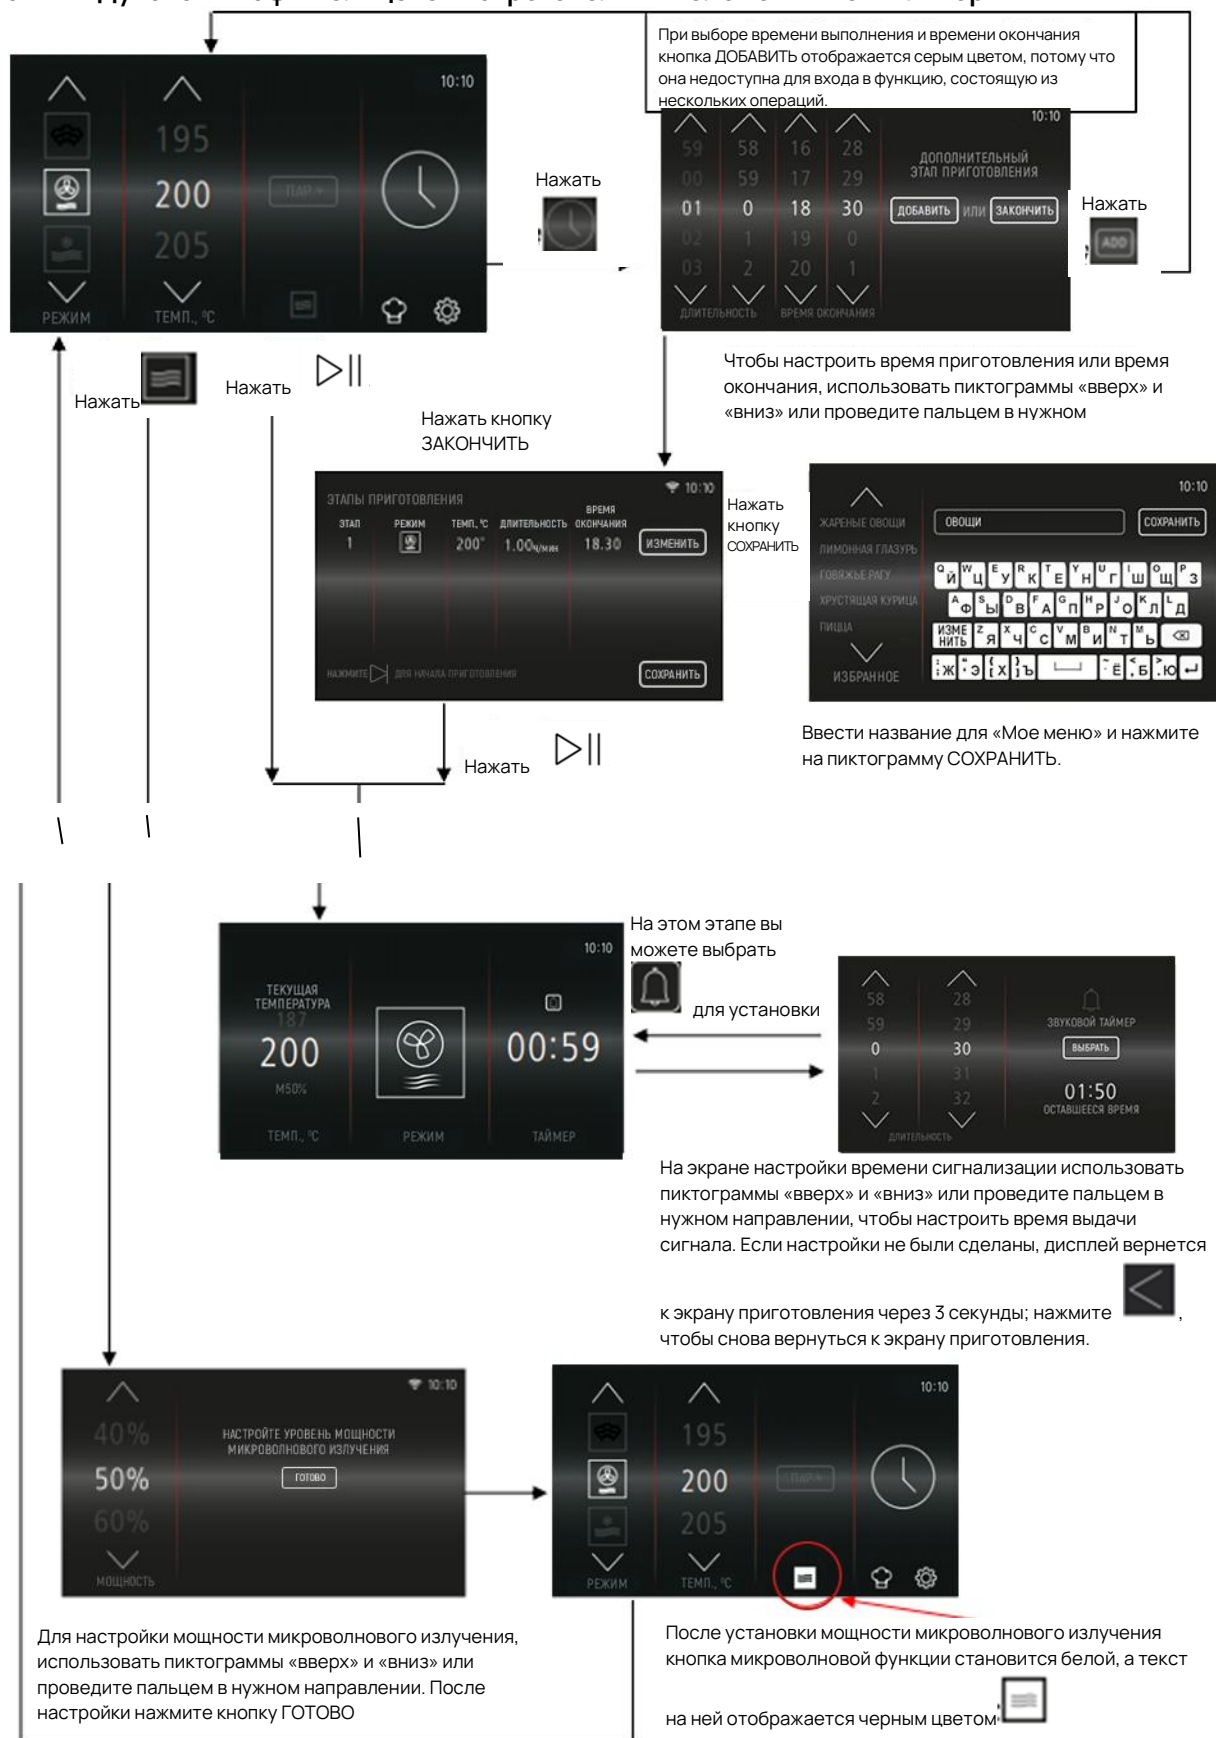 При выборе времени выполнения и времени окончания
кнопка ДОБАВИТЬ отображается серым цветом, потому что
она недоступна для входа в функцию, состоящую из
нескольких операций.
10:10
195
200
205
ПАР +
РЕЖИМ
ТЕМП., °C
Нажать
10:10
59 58 16 28
00 59 17 29
01 0 18 30
02 1 19 0
03 2 20 1
ДЛИТЕЛЬНОСТЬ ВРЕМЯ ОКОНЧАНИЯ
ДОПОЛНИТЕЛЬНЫЙ
ЭТАП ПРИГОТОВЛЕНИЯ
ДОБАВИТЬ ИЛИ ЗАКОНЧИТЬ
Нажать
ADD
Чтобы настроить время приготовления или время
окончания, использовать пиктограммы «вверх» и
«вниз» или проведите пальцем в нужном
Нажать
Нажать
Нажать кнопку
ЗАКОНЧИТЬ
10:10
ЭТАПЫ ПРИГОТОВЛЕНИЯ
ЭТАП РЕЖИМ ТЕМП., °C ДЛИТЕЛЬНОСТЬ ВРЕМЯ ОКОНЧАНИЯ
1 200° 1.00ч/мин 18.30 ИЗМЕНИТЬ
НАЖМИТЕ ДЛЯ НАЧАЛА ПРИГОТОВЛЕНИЯ
СОХРАНИТЬ
Нажать
кнопку
СОХРАНИТЬ
10:10
ЖАРЕНЫЕ ОВОЩИ
ЛИМОННАЯ ГЛАЗУРЬ
ГОВЯЖЬЕ РАГУ
ХРУСТЯЩАЯ КУРИЦА
ПИЦЦА
ИЗБРАННОЕ
ОВОЩИ
СОХРАНИТЬ
Q Й W Ц E У R К T Е Y Н U Г I Ш O Щ P З
A Ф S Ы D В F А G П H Р J О K Л L Д
ИЗМЕ
НИТЬ Z Я X Ч C С V М B И N Т M Ь
; Ж " Э { Х } Ъ ~ Ё < , Б > . Ю
Ввести название для «Мое меню» и нажмите
на пиктограмму СОХРАНИТЬ.
Нажать
10:10
ТЕКУЩАЯ
ТЕМПЕРАТУРА
187
200
M50%
ТЕМП., °C
РЕЖИМ
00:59
ТАЙМЕР
На этом этапе вы
можете выбрать
для установки
58 28
59 29
0 30
1 31
2 32
ДЛИТЕЛЬНОСТЬ
ЗВУКОВОЙ ТАЙМЕР
ВЫБРАТЬ
01:50
ОСТАВШЕЕСЯ ВРЕМЯ
На экране настройки времени сигнализации использовать
пиктограммы «вверх» и «вниз» или проведите пальцем в
нужном направлении, чтобы настроить время выдачи
сигнала. Если настройки не были сделаны, дисплей вернется
к экрану приготовления через 3 секунды; нажмите ,
чтобы снова вернуться к экрану приготовления.
10:10
40%
50%
60%
МОЩНОСТЬ
НАСТРОЙТЕ УРОВЕНЬ МОЩНОСТИ
МИКРОВОЛНОВОГО ИЗЛУЧЕНИЯ
ГОТОВО
10:10
195
200
205
ПАР +
РЕЖИМ
ТЕМП., °C
Для настройки мощности микроволнового излучения,
использовать пиктограммы «вверх» и «вниз» или
проведите пальцем в нужном направлении. После
настройки нажмите кнопку ГОТОВО
После установки мощности микроволнового излучения
кнопка микроволновой функции становится белой, а текст
на ней отображается черным цветом